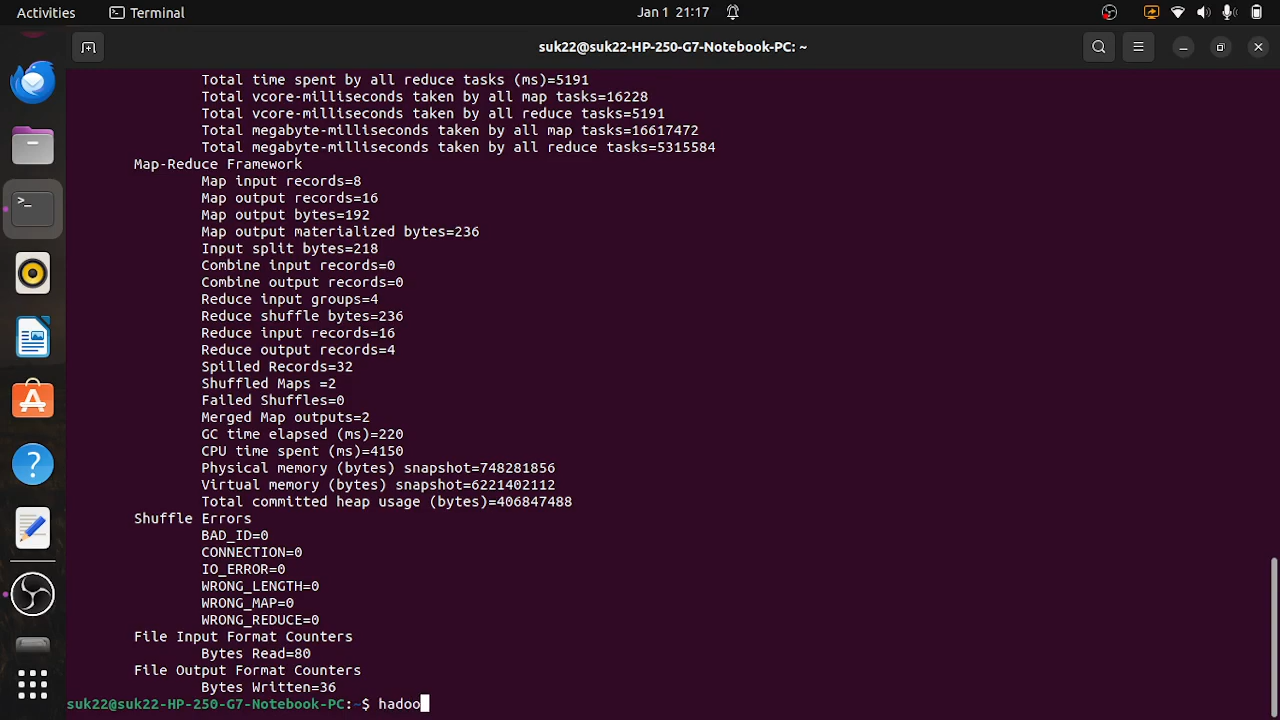 Activities Terminal Jan 1 21:17
suk22@suk22-HP-250-G7-Notebook-PC: ~
Total time spent by all reduce tasks (ms)=5191
Total vcore-milliseconds taken by all map tasks=16228
Total vcore-milliseconds taken by all reduce tasks=5191
Total megabyte-milliseconds taken by all map tasks=16617472
Total megabyte-milliseconds taken by all reduce tasks=5315584
Map-Reduce Framework
Map input records=8
Map output records=16
Map output bytes=192
Map output materialized bytes=236
Input split bytes=218
Combine input records=0
Combine output records=0
Reduce input groups=4
Reduce shuffle bytes=236
Reduce input records=16
Reduce output records=4
Spilled Records=32
Shuffled Maps =2
Failed Shuffles=0
Merged Map outputs=2
GC time elapsed (ms)=220
CPU time spent (ms)=4150
Physical memory (bytes) snapshot=748281856
Virtual memory (bytes) snapshot=6221402112
Total committed heap usage (bytes)=406847488
Shuffle Errors
BAD_ID=0
CONNECTION=0
IO_ERROR=0
WRONG_LENGTH=0
WRONG_MAP=0
WRONG_REDUCE=0
File Input Format Counters
Bytes Read=80
File Output Format Counters
Bytes Written=36
suk22@suk22-HP-250-G7-Notebook-PC:~$ hadoo